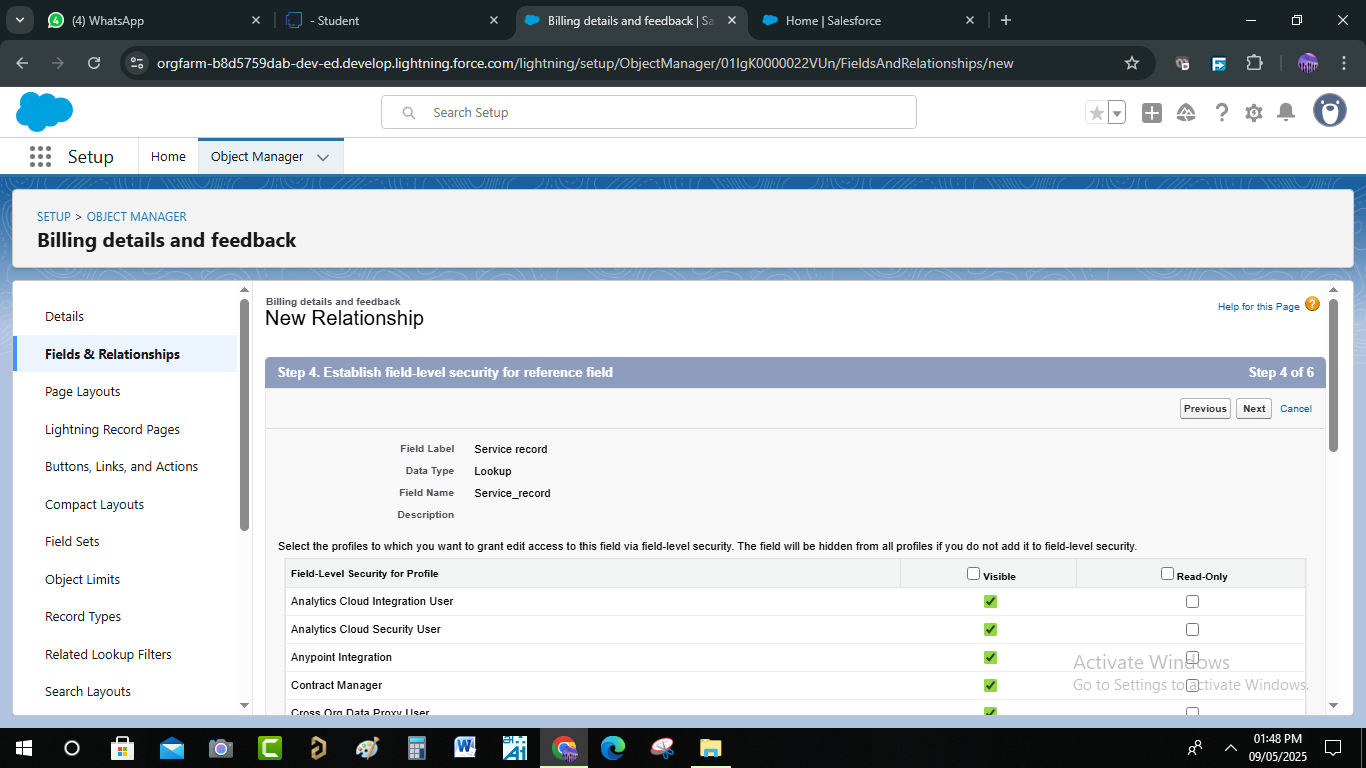 (4) WhatsApp
- Student
Billing details and feedback | Sa
Home | Salesforce
orgfarm-b8d5759dab-dev-ed.develop.lightning.force.com/lightning/setup/ObjectManager/01IgK0000022VUn/FieldsAndRelationships/new
Search Setup
Setup
Home
Object Manager
SETUP > OBJECT MANAGER
Billing details and feedback
Details
Fields & Relationships
Page Layouts
Lightning Record Pages
Buttons, Links, and Actions
Compact Layouts
Field Sets
Object Limits
Record Types
Related Lookup Filters
Search Layouts
Billing details and feedback
New Relationship
Help for this Page ?
Step 4. Establish field-level security for reference field
Step 4 of 6
Previous Next Cancel
Field Label Service record
Data Type Lookup
Field Name Service_record
Description
Select the profiles to which you want to grant edit access to this field via field-level security. The field will be hidden from all profiles if you do not add it to field-level security.
Field-Level Security for Profile Visible Read-Only
Analytics Cloud Integration User
Analytics Cloud Security User
Anypoint Integration
Contract Manager
Cross Org Data Proxy User
Activate Windows
Go to Settings to activate Windows.
01:48 PM
09/05/2025